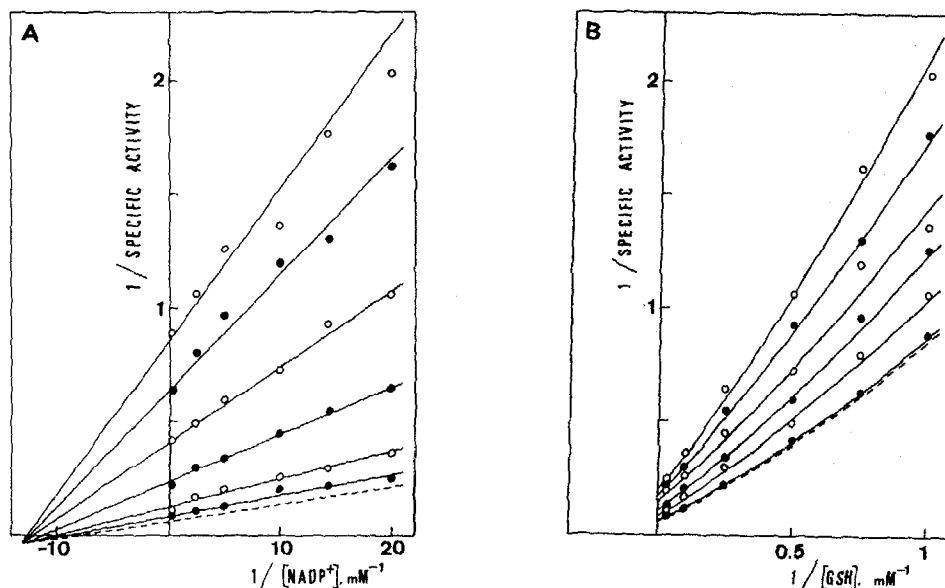 A
2
1
1 / SPECIFIC ACTIVITY
-10
0
10
20
1 / [NADP+], mM-1
B
2
1
1 / SPECIFIC ACTIVITY
0.5
1
1 / [GSH], mM-1